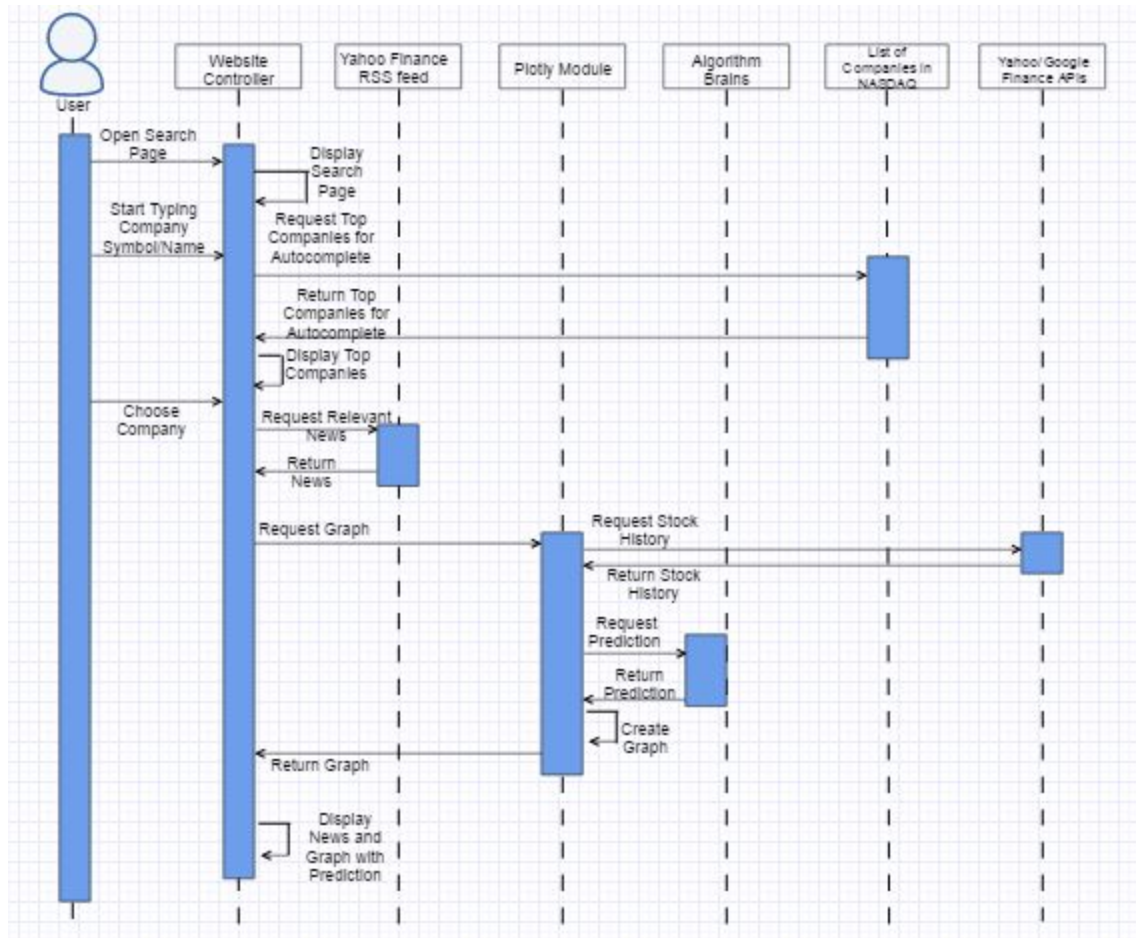 User
Website
Controller
Yahoo Finance
RSS feed
Plotly Module
Algorithm
Brains
List of
Companies in
NASDAQ
Yahoo/Google
Finance APIs
Open Search
Page
Display
Search
Page
Start Typing
Company
Symbol/Name
Request Top
Companies for
Autocomplete
Return Top
Companies for
Autocomplete
Display Top
Companies
Choose
Company
Request Relevant
News
Return
News
Request Graph
Request Stock
History
Return Stock
History
Request
Prediction
Return
Prediction
Create
Graph
Return Graph
Display
News and
Graph with
Prediction